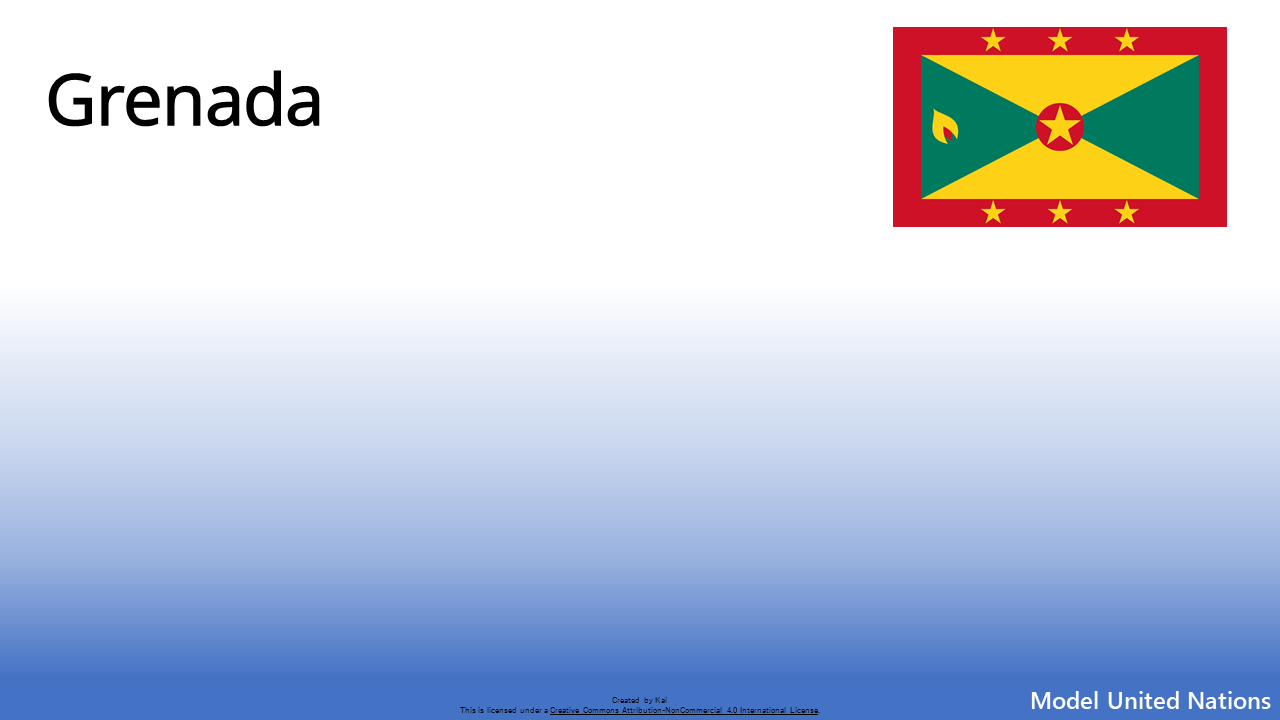 Grenada
Created by Kai
This is licensed under a Creative Commons Attribution-NonCommercial 4.0 International License.
Model United Nations